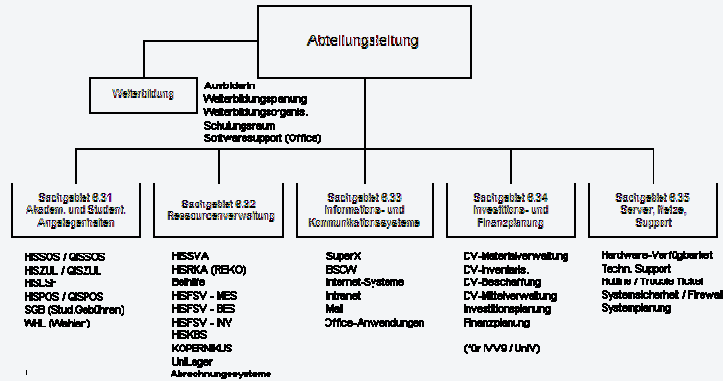 Abteilungsleitung
Weiterbildung
Ausbilderin
Weiterbildungsplanung
Weiterbildungsorganis.
Schulungsraum
Softwaresupport (Office)
Sachgebiet 6.31
Akadem. und Student.
Angelegenheiten
Sachgebiet 6.32
Ressourcenverwaltung
Sachgebiet 6.33
Informations- und
Kommunikationssysteme
Sachgebiet 6.34
Investitions- und
Finanzplanung
Sachgebiet 6.35
Server, Netze,
Support
HISSOS / QISSOS
HISZUL / QISZUL
HISLSF
HISPOS / QISPOS
SGB (Stud.Gebühren)
WHL (Wahlen)
HISSVA
HISRKA (REIKO)
Beihilfe
HISFSV - MES
HISFSV - BES
HISFSV - INV
HISKBS
KOPERNIKUS
UniLager
Abrechnungssysteme
SuperX
BSCW
Internet-Systeme
Intranet
Mail
Office-Anwendungen
DV-Materialverwaltung
DV-Inventaris.
DV-Beschaffung
DV-Mittelverwaltung
Investitionsplanung
Finanzplanung
(für IVV9 / UniV)
Hardware-Verfügbarkeit
Techn. Support
Hotline / Trouble Ticket
Systemsicherheit / Firewall
Systemplanung